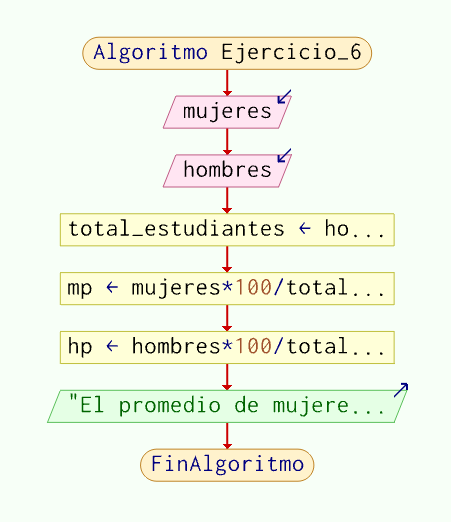 Algoritmo Ejercicio_6
mujeres
hombres
total_estudiantes ← ho...
mp ← mujeres*100/total...
hp ← hombres*100/total...
"El promedio de mujere...
FinAlgoritmo